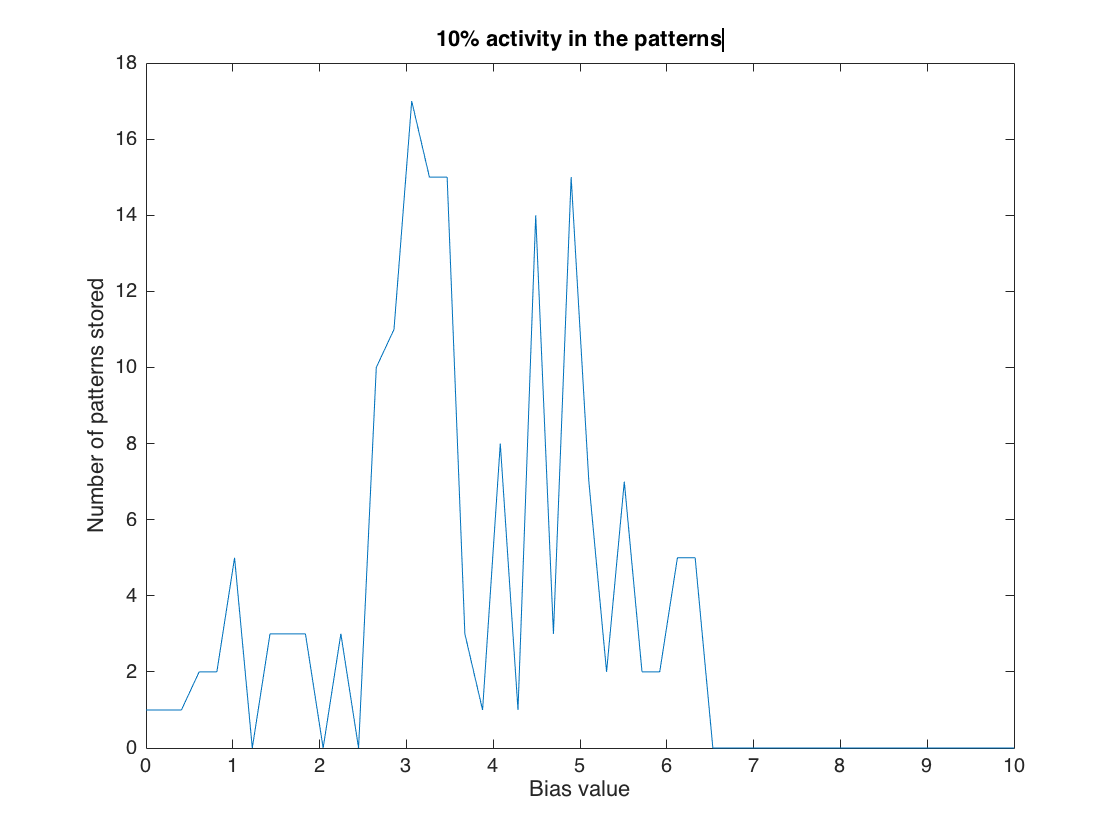 10% activity in the patterns
18
16
14
12
10
8
6
4
2
0
Number of patterns stored
0 1 2 3 4 5 6 7 8 9 10
Bias value